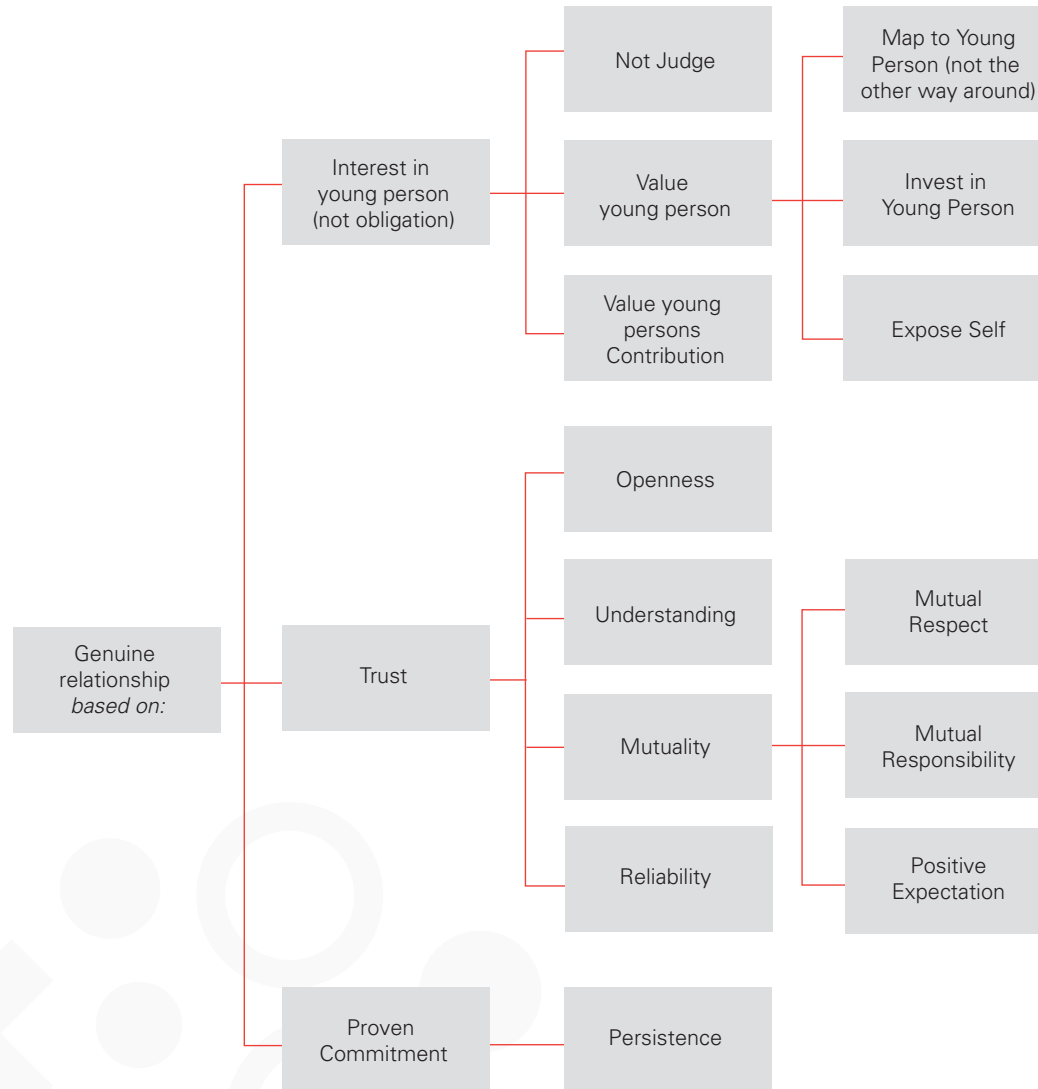 Genuine
relationship
based on:
Interest in
young person
(not obligation)
Not Judge
Value
young person
Map to Young
Person (not the
other way around)
Invest in
Young Person
Expose Self
Value young
persons
Contribution
Trust
Openness
Understanding
Mutuality
Mutual
Respect
Mutual
Responsibility
Positive
Expectation
Reliability
Proven
Commitment
Persistence